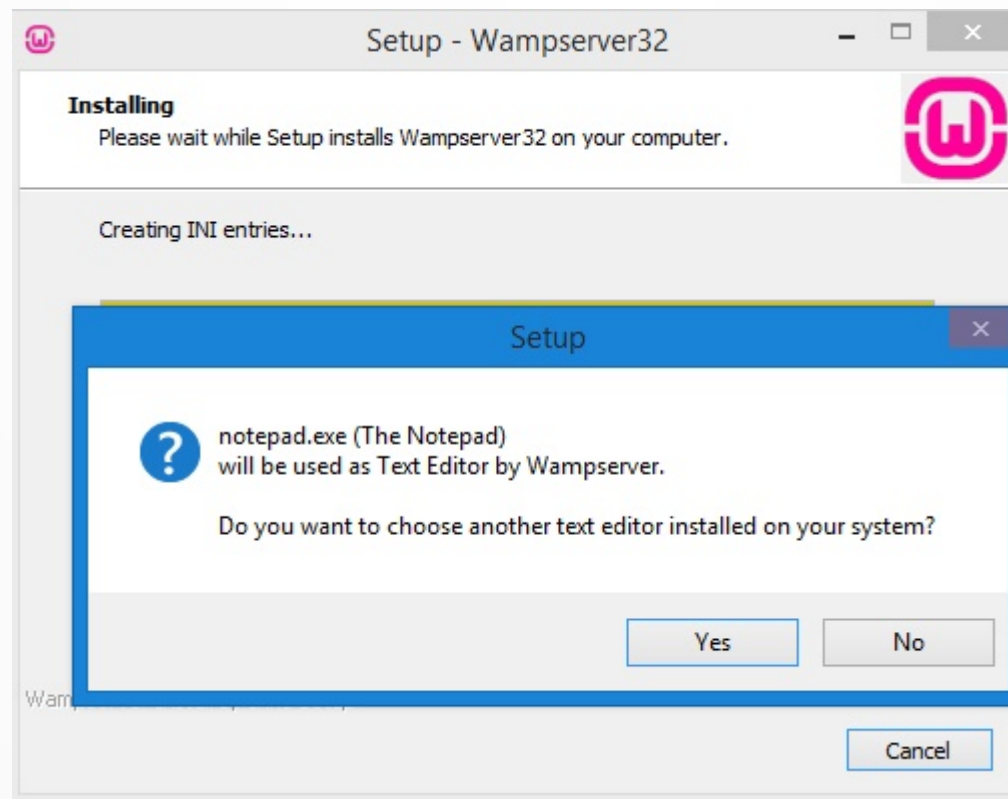 Setup - Wampserver32
Installing
Please wait while Setup installs Wampserver32 on your computer.
Creating INI entries...
Setup
notepad.exe (The Notepad)
will be used as Text Editor by Wampserver.
Do you want to choose another text editor installed on your system?
Yes No
Cancel